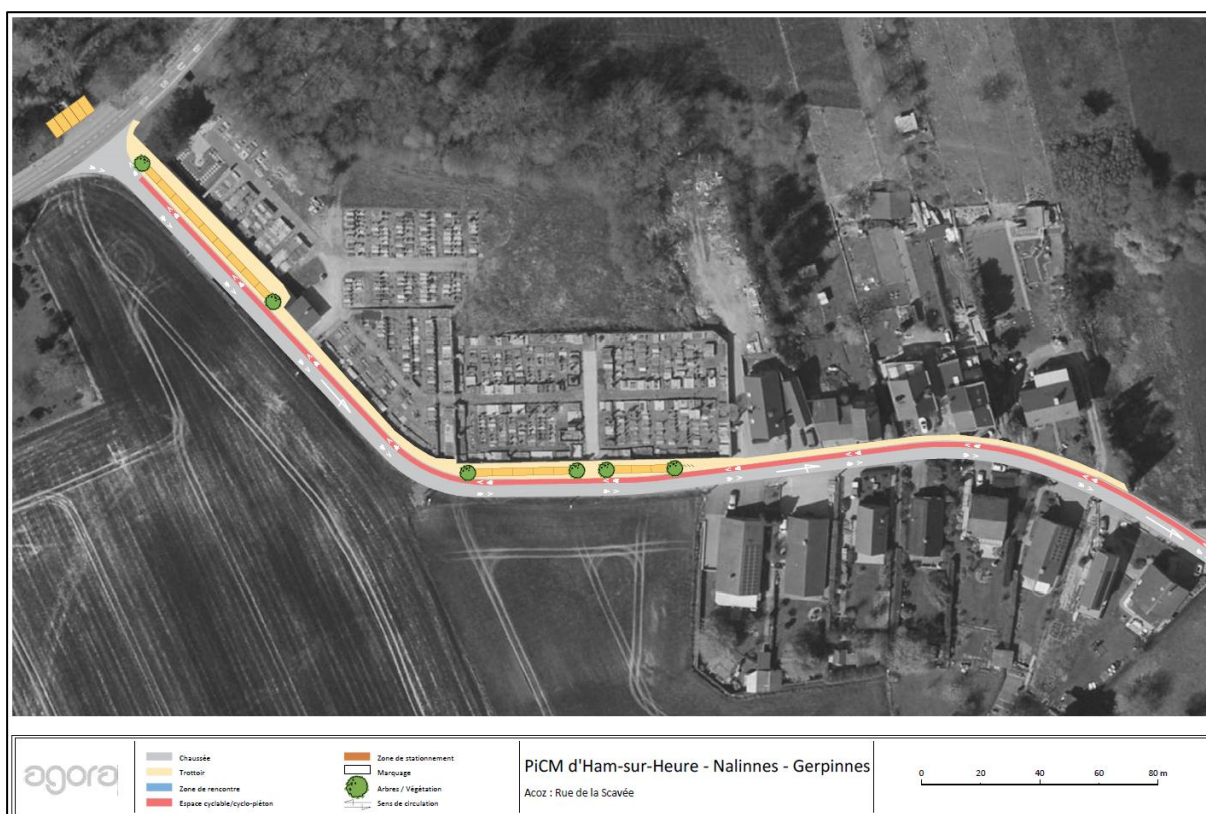 agora
Chaussée
Trottoir
Zone de rencontre
Espace cyclable/cyclo-piéton
Zone de stationnement
Marquage
Arbres / Végétation
Sens de circulation
PiCM d'Ham-sur-Heure - Nalinnes - Gerpinnes
Acoz : Rue de la Scavée
0 20 40 60 80 m